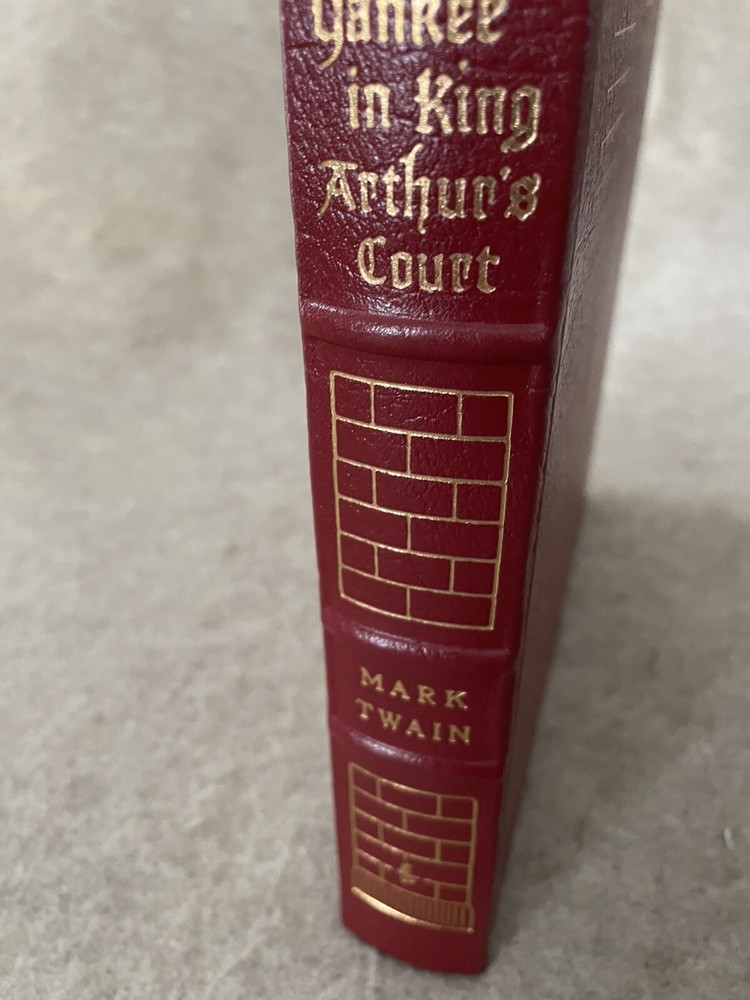 Yankee
in King
Arthur's
Court
MARK
TWAIN